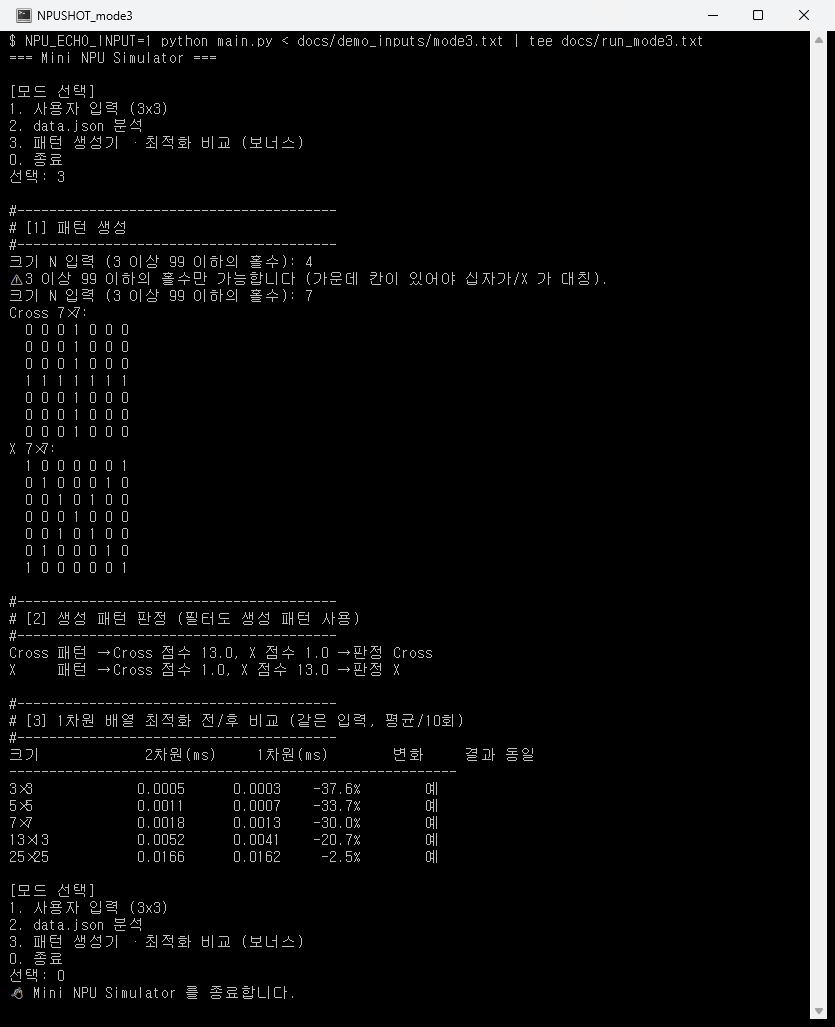 NPUSHOT_mode3
$ NPU_ECHO_INPUT=1 python main.py < docs/demo_inputs/mode3.txt | tee docs/run_mode3.txt
=== Mini NPU Simulator ===
[모드 선택]
1. 사용자 입력 (3x3)
2. data.json 분석
3. 패턴 생성기 · 최적화 비교 (보너스)
0. 종료
선택: 3
#----------------------------------------
# [1] 패턴 생성
#----------------------------------------
크기 N 입력 (3 이상 99 이하의 홀수): 4
⚠3 이상 99 이하의 홀수만 가능합니다 (가운데 칸이 있어야 십자가/X 가 대칭).
크기 N 입력 (3 이상 99 이하의 홀수): 7
Cross 7×7:
0 0 0 1 0 0 0
0 0 0 1 0 0 0
0 0 0 1 0 0 0
1 1 1 1 1 1 1
0 0 0 1 0 0 0
0 0 0 1 0 0 0
0 0 0 1 0 0 0
X 7×7:
1 0 0 0 0 0 1
0 1 0 0 0 1 0
0 0 1 0 1 0 0
0 0 0 1 0 0 0
0 0 1 0 1 0 0
0 1 0 0 0 1 0
1 0 0 0 0 0 1
#----------------------------------------
# [2] 생성 패턴 판정 (필터도 생성 패턴 사용)
#----------------------------------------
Cross 패턴 →Cross 점수 13.0, X 점수 1.0 →판정 Cross
X     패턴 →Cross 점수 1.0, X 점수 13.0 →판정 X
#----------------------------------------
# [3] 1차원 배열 최적화 전/후 비교 (같은 입력, 평균/10회)
#----------------------------------------
크기 2차원(ms) 1차원(ms) 변화 결과 동일
--------------------------------------------------------
3×3 0.0005 0.0003 -37.6% 예
5×5 0.0011 0.0007 -33.7% 예
7×7 0.0018 0.0013 -30.0% 예
13×13 0.0052 0.0041 -20.7% 예
25×25 0.0166 0.0162 -2.5% 예
[모드 선택]
1. 사용자 입력 (3x3)
2. data.json 분석
3. 패턴 생성기 · 최적화 비교 (보너스)
0. 종료
선택: 0
Mini NPU Simulator 를 종료합니다.